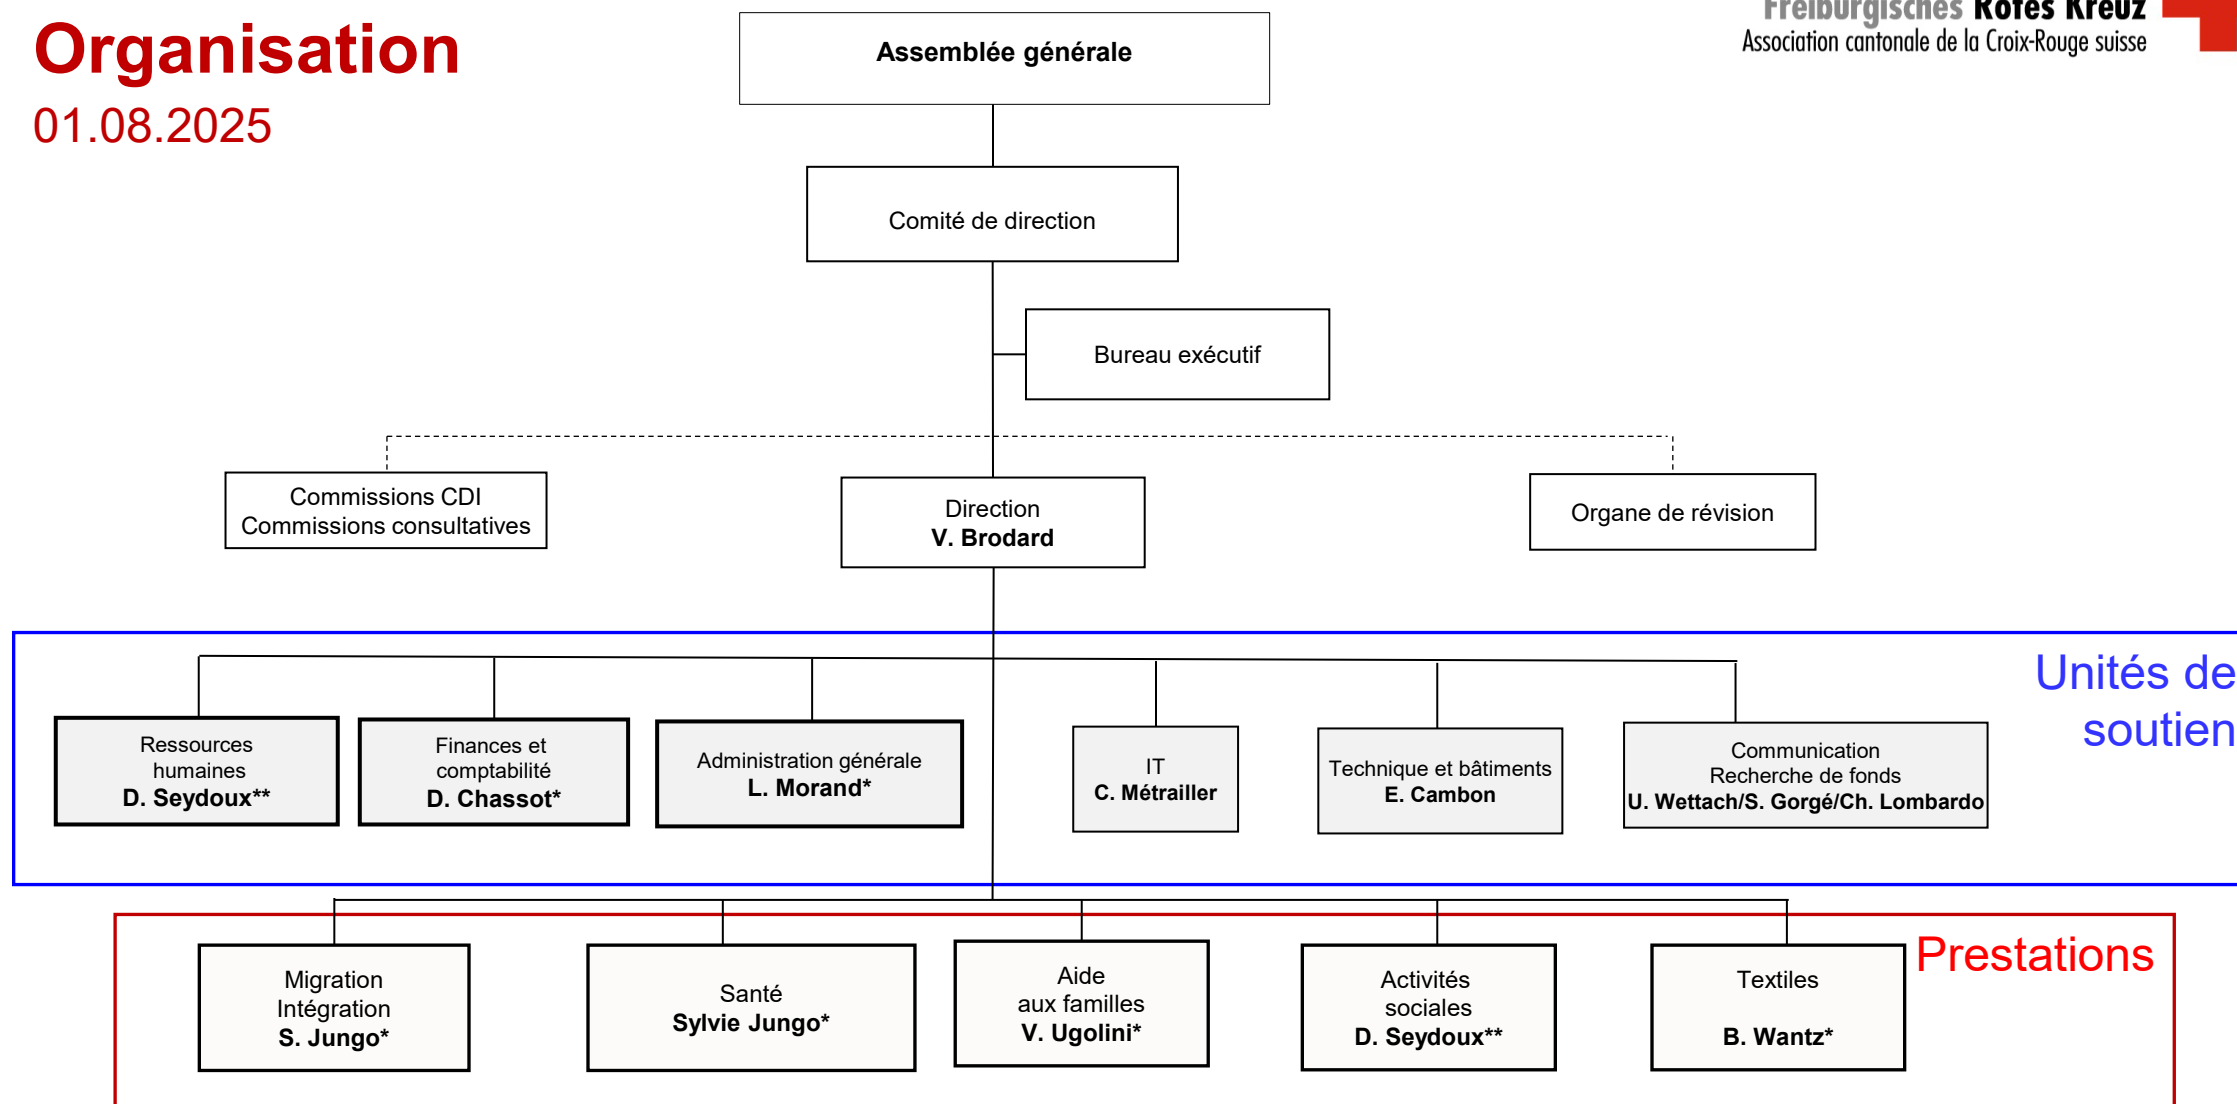 Organisation
01.08.2025
Freiburgisches Rotes Kreuz
Association cantonale de la Croix-Rouge suisse
Assemblée générale
Comité de direction
Bureau exécutif
Commissions CDI
Commissions consultatives
Direction
V. Brodard
Organe de révision
Unités de
soutien
Ressources
humaines
D. Seydoux**
Finances et
comptabilité
D. Chassot*
Administration générale
L. Morand*
IT
C. Métrailler
Technique et bâtiments
E. Cambon
Communication
Recherche de fonds
U. Wettach/S. Gorgé/Ch. Lombardo
Prestations
Migration
Intégration
S. Jungo*
Santé
Sylvie Jungo*
Aide
aux familles
V. Ugolini*
Activités
sociales
D. Seydoux**
Textiles
B. Wantz*